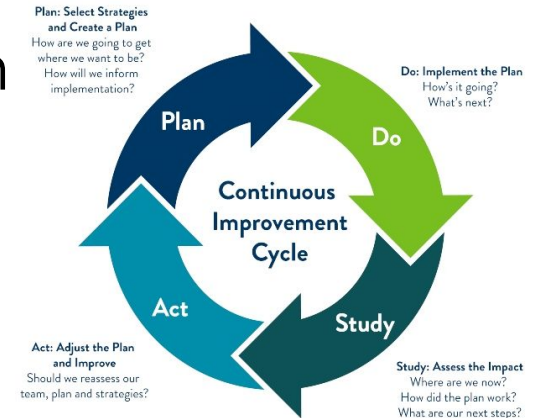 Plan: Select Strategies
and Create a Plan
How are we going to get
where we want to be?
How will we inform
implementation?
Do: Implement the Plan
How's it going?
What's next?
Plan
Do
Continuous
Improvement
Cycle
Act
Study
Act: Adjust the Plan
and Improve
Should we reassess our
team, plan and strategies?
Study: Assess the Impact
Where are we now?
How did the plan work?
What are our next steps?